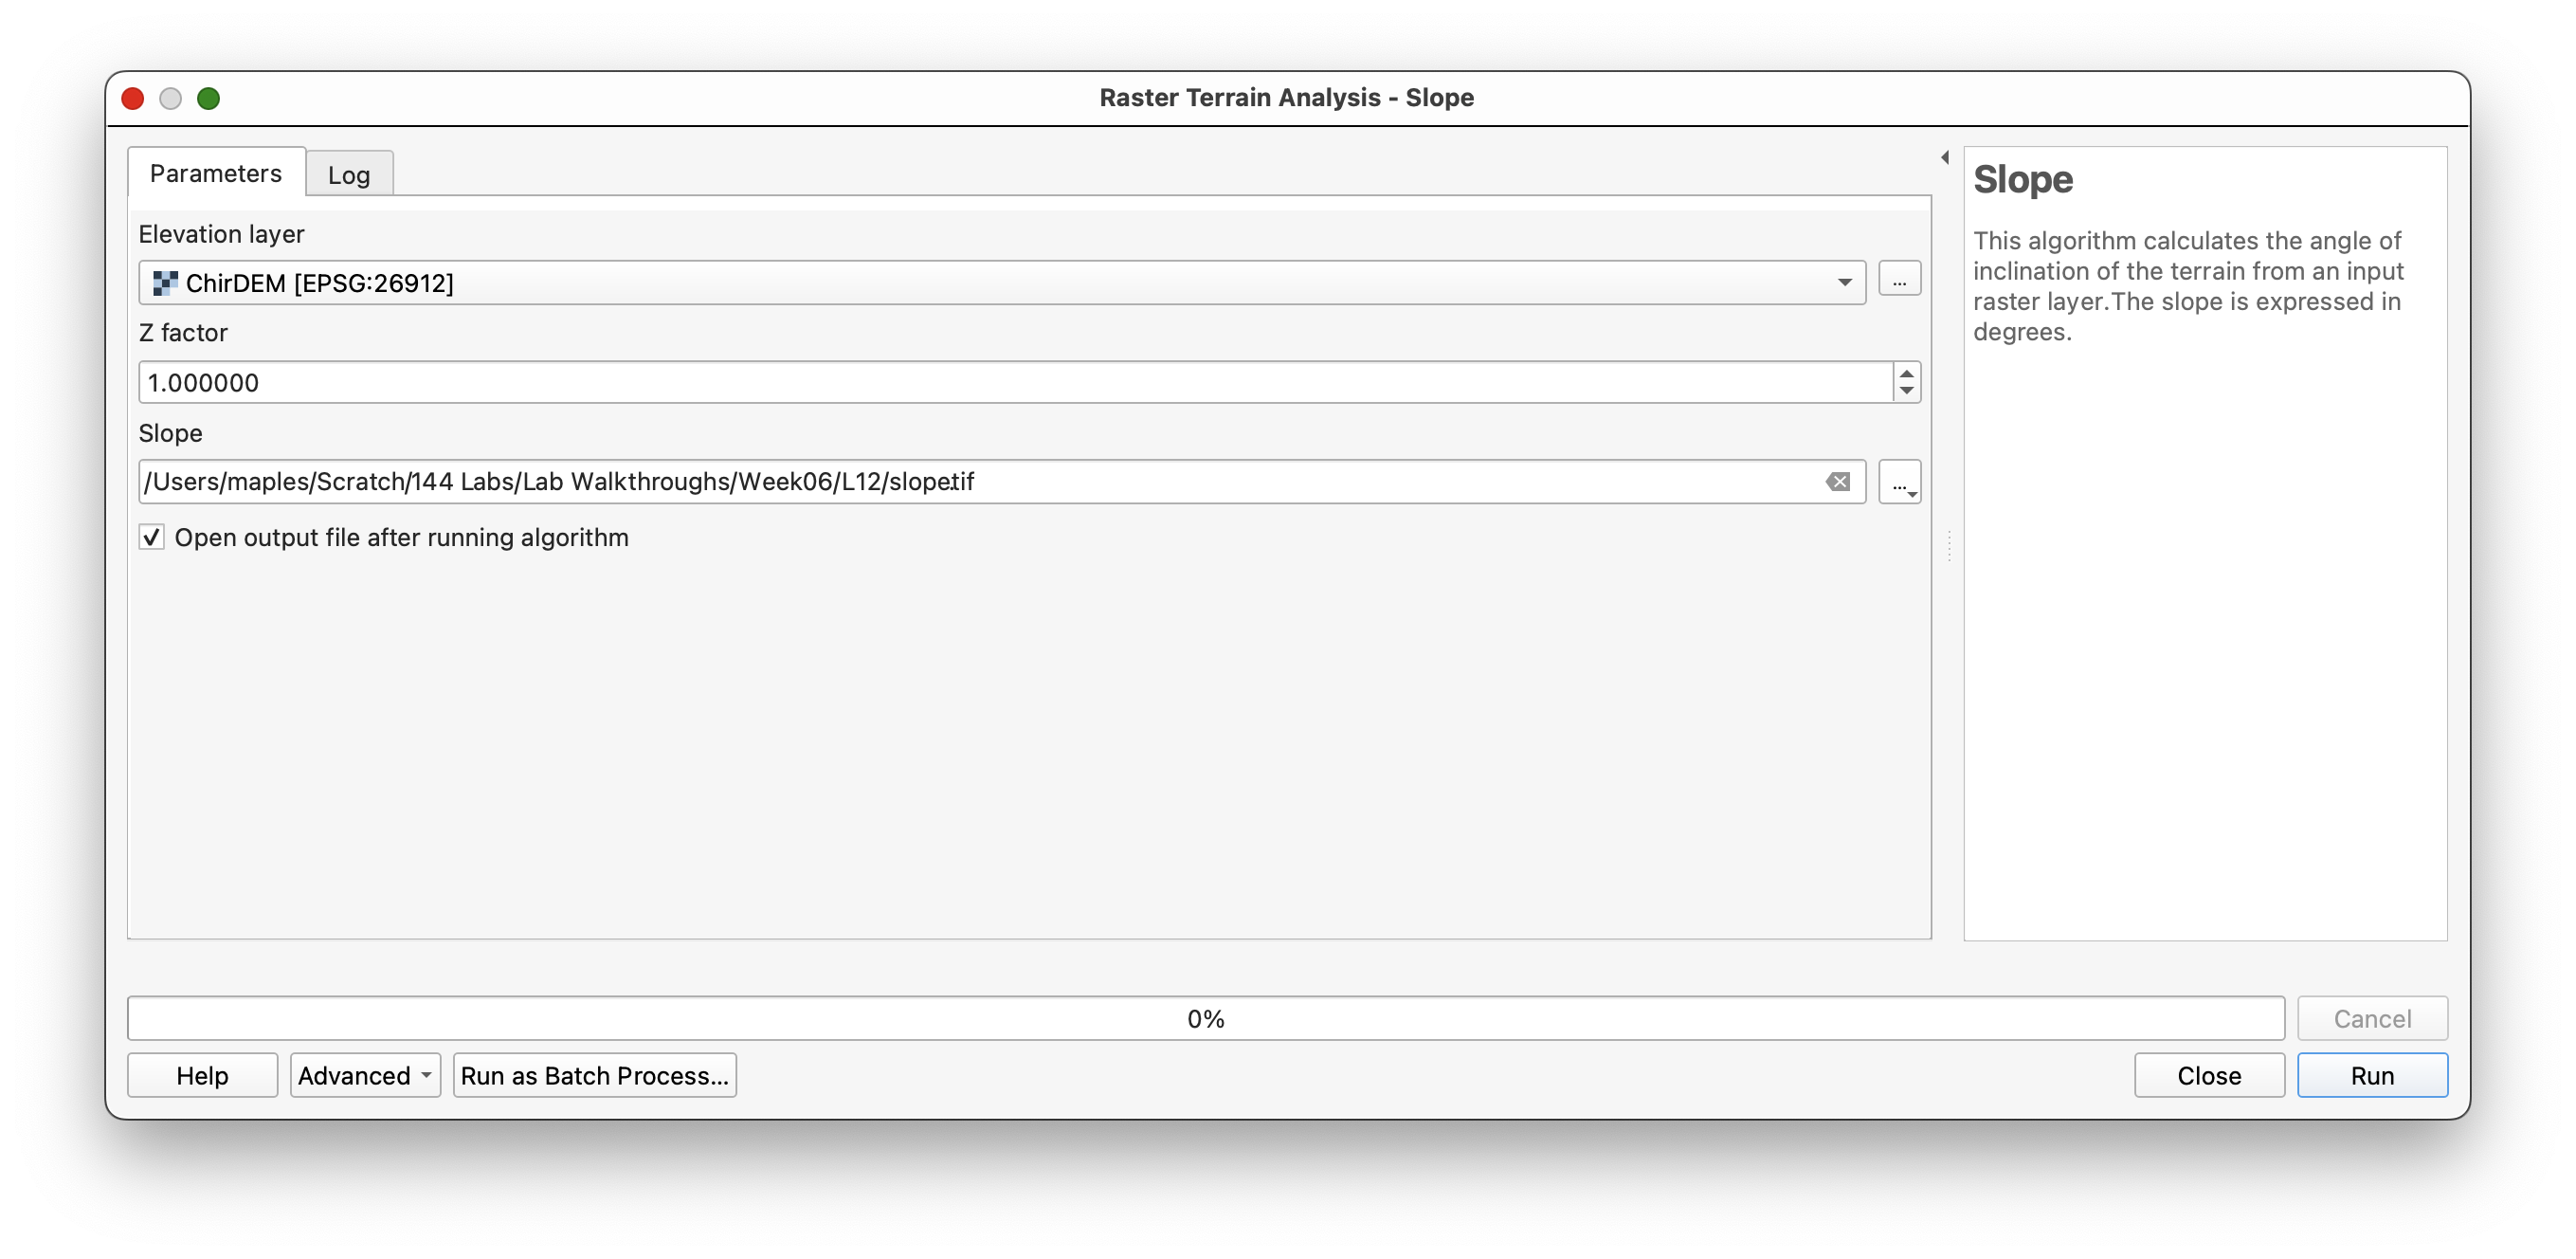 Raster Terrain Analysis - Slope
Parameters
Log
Elevation layer
ChirDEM [EPSG:26912]
...
Z factor
1.000000
Slope
/Users/maples/Scratch/144 Labs/Lab Walkthroughs/Week06/L12/slope.tif
...
Open output file after running algorithm
Slope
This algorithm calculates the angle of
inclination of the terrain from an input
raster layer.The slope is expressed in
degrees.
0%
Cancel
Help
Advanced
Run as Batch Process...
Close
Run